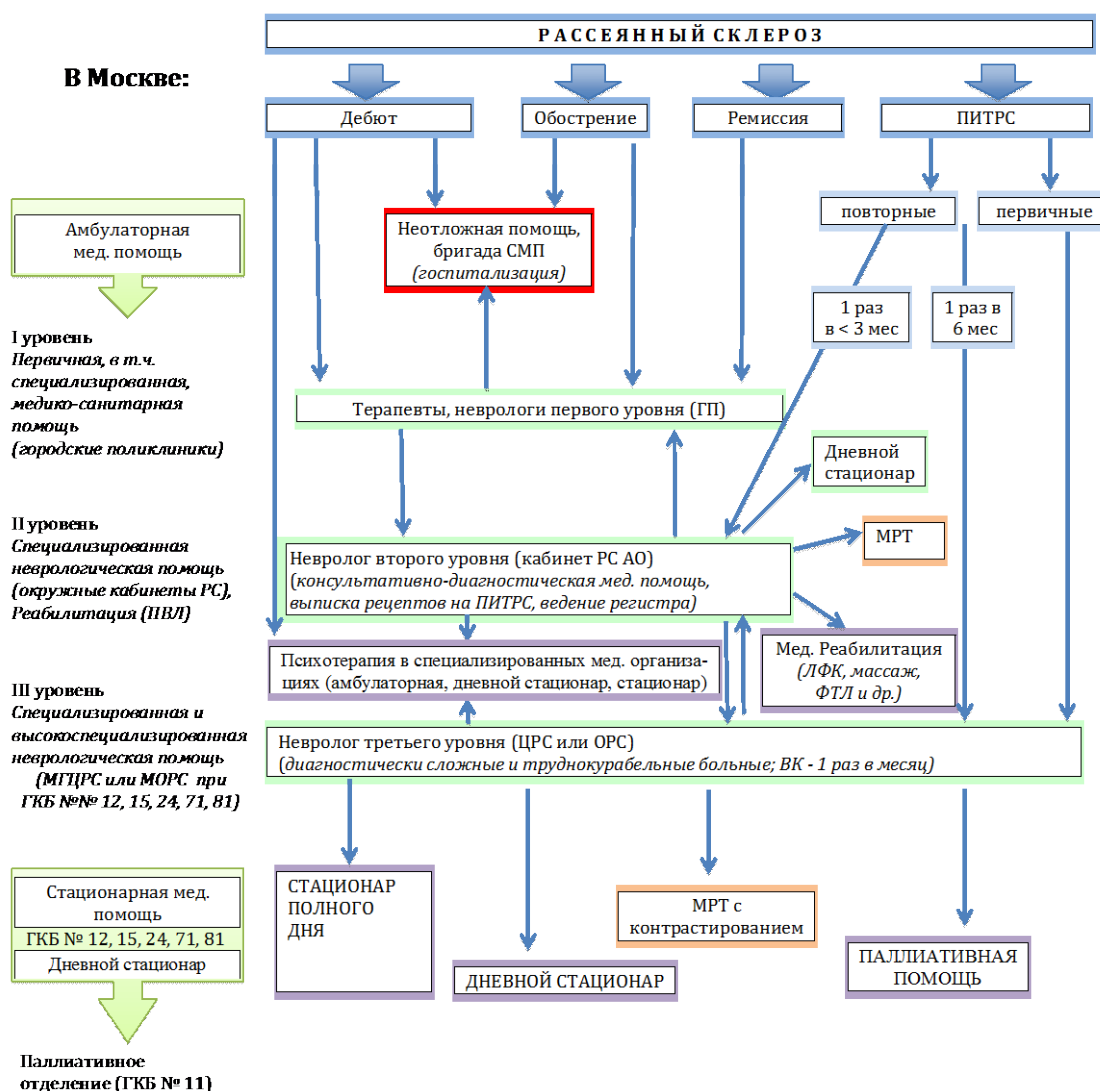 РАССЕЯННЫЙ СКЛЕРОЗ
В Москве:
Дебют
Обострение
Ремиссия
ПИТРС
Амбулаторная
мед. помощь
Неотложная помощь,
бригада СМП
(госпитализация)
повторные
первичные
1 раз
в < 3 мес
1 раз в
6 мес
I уровень
Первичная, в т.ч.
специализированная,
медико-санитарная
помощь
(городские поликлиники)
Терапевты, неврологи первого уровня (ГП)
Дневной
стационар
II уровень
Специализированная
неврологическая помощь
(окружные кабинеты РС),
Реабилитация (ПВЛ)
Невролог второго уровня (кабинет РС АО)
(консультативно-диагностическая мед. помощь,
выписка рецептов на ПИТРС, ведение регистра)
МРТ
Психотерапия в специализированных мед. организа-
циях (амбулаторная, дневной стационар, стационар)
Мед. Реабилитация
(ЛФК, массаж,
ФТЛ и др.)
III уровень
Специализированная и
высокоспециализированная
неврологическая помощь
(МГЦРС или МОРС при
ГКБ №№ 12, 15, 24, 71, 81)
Невролог третьего уровня (ЦРС или ОРС)
(диагностически сложные и труднокурабельные больные; ВК - 1 раз в месяц)
Стационарная мед.
помощь
ГКБ № 12, 15, 24, 71, 81
Дневной стационар
СТАЦИОНАР
ПОЛНОГО
ДНЯ
ДНЕВНОЙ СТАЦИОНАР
МРТ с
контрастированием
ПАЛЛИАТИВНАЯ
ПОМОЩЬ
Паллиативное
отделение (ГКБ № 11)